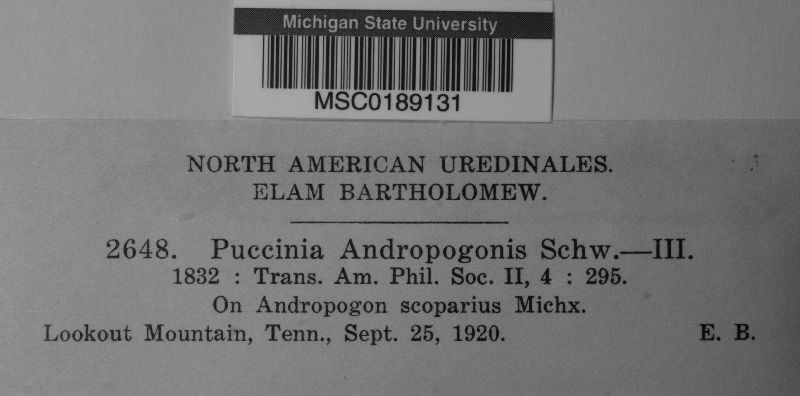 Michigan State University
MSC0189131
NORTH AMERICAN UREDINALES.
ELAM BARTHOLOMEW.
2648. Puccinia Andropogonis Schw.—III.
1832 : Trans. Am. Phil. Soc. II, 4 : 295.
On Andropogon scoparius Michx.
Lookout Mountain, Tenn., Sept. 25, 1920. E. B.